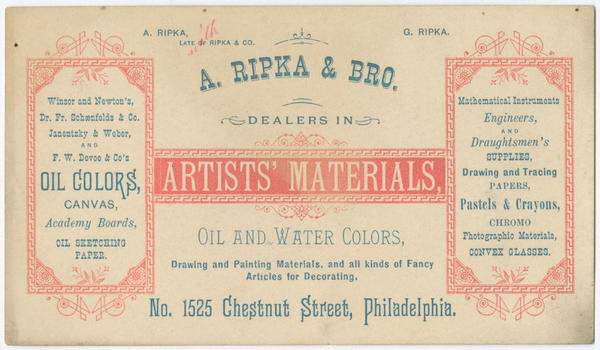 A. RIPKA,
LATE OF RIPKA & CO.
with
G. RIPKA.
A. RIPKA & BRO.
DEALERS IN
ARTISTS' MATERIALS,
OIL AND WATER COLORS,
Drawing and Painting Materials, and all kinds of Fancy
Articles for Decorating,
No. 1525 Chestnut Street, Philadelphia.
Winsor and Newton's,
Dr. Fr. Schœnfelds & Co.
Janentzky & Weber,
AND
F. W. Devoe & Co's
OIL COLORS,
CANVAS,
Academy Boards,
OIL SKETCHING
PAPER.
Mathematical Instruments
Engineers,
AND
Draughtsmen's
SUPPLIES,
Drawing and Tracing
PAPERS,
Pastels & Crayons,
CHROMO
Photographic Materials,
CONVEX GLASSES.